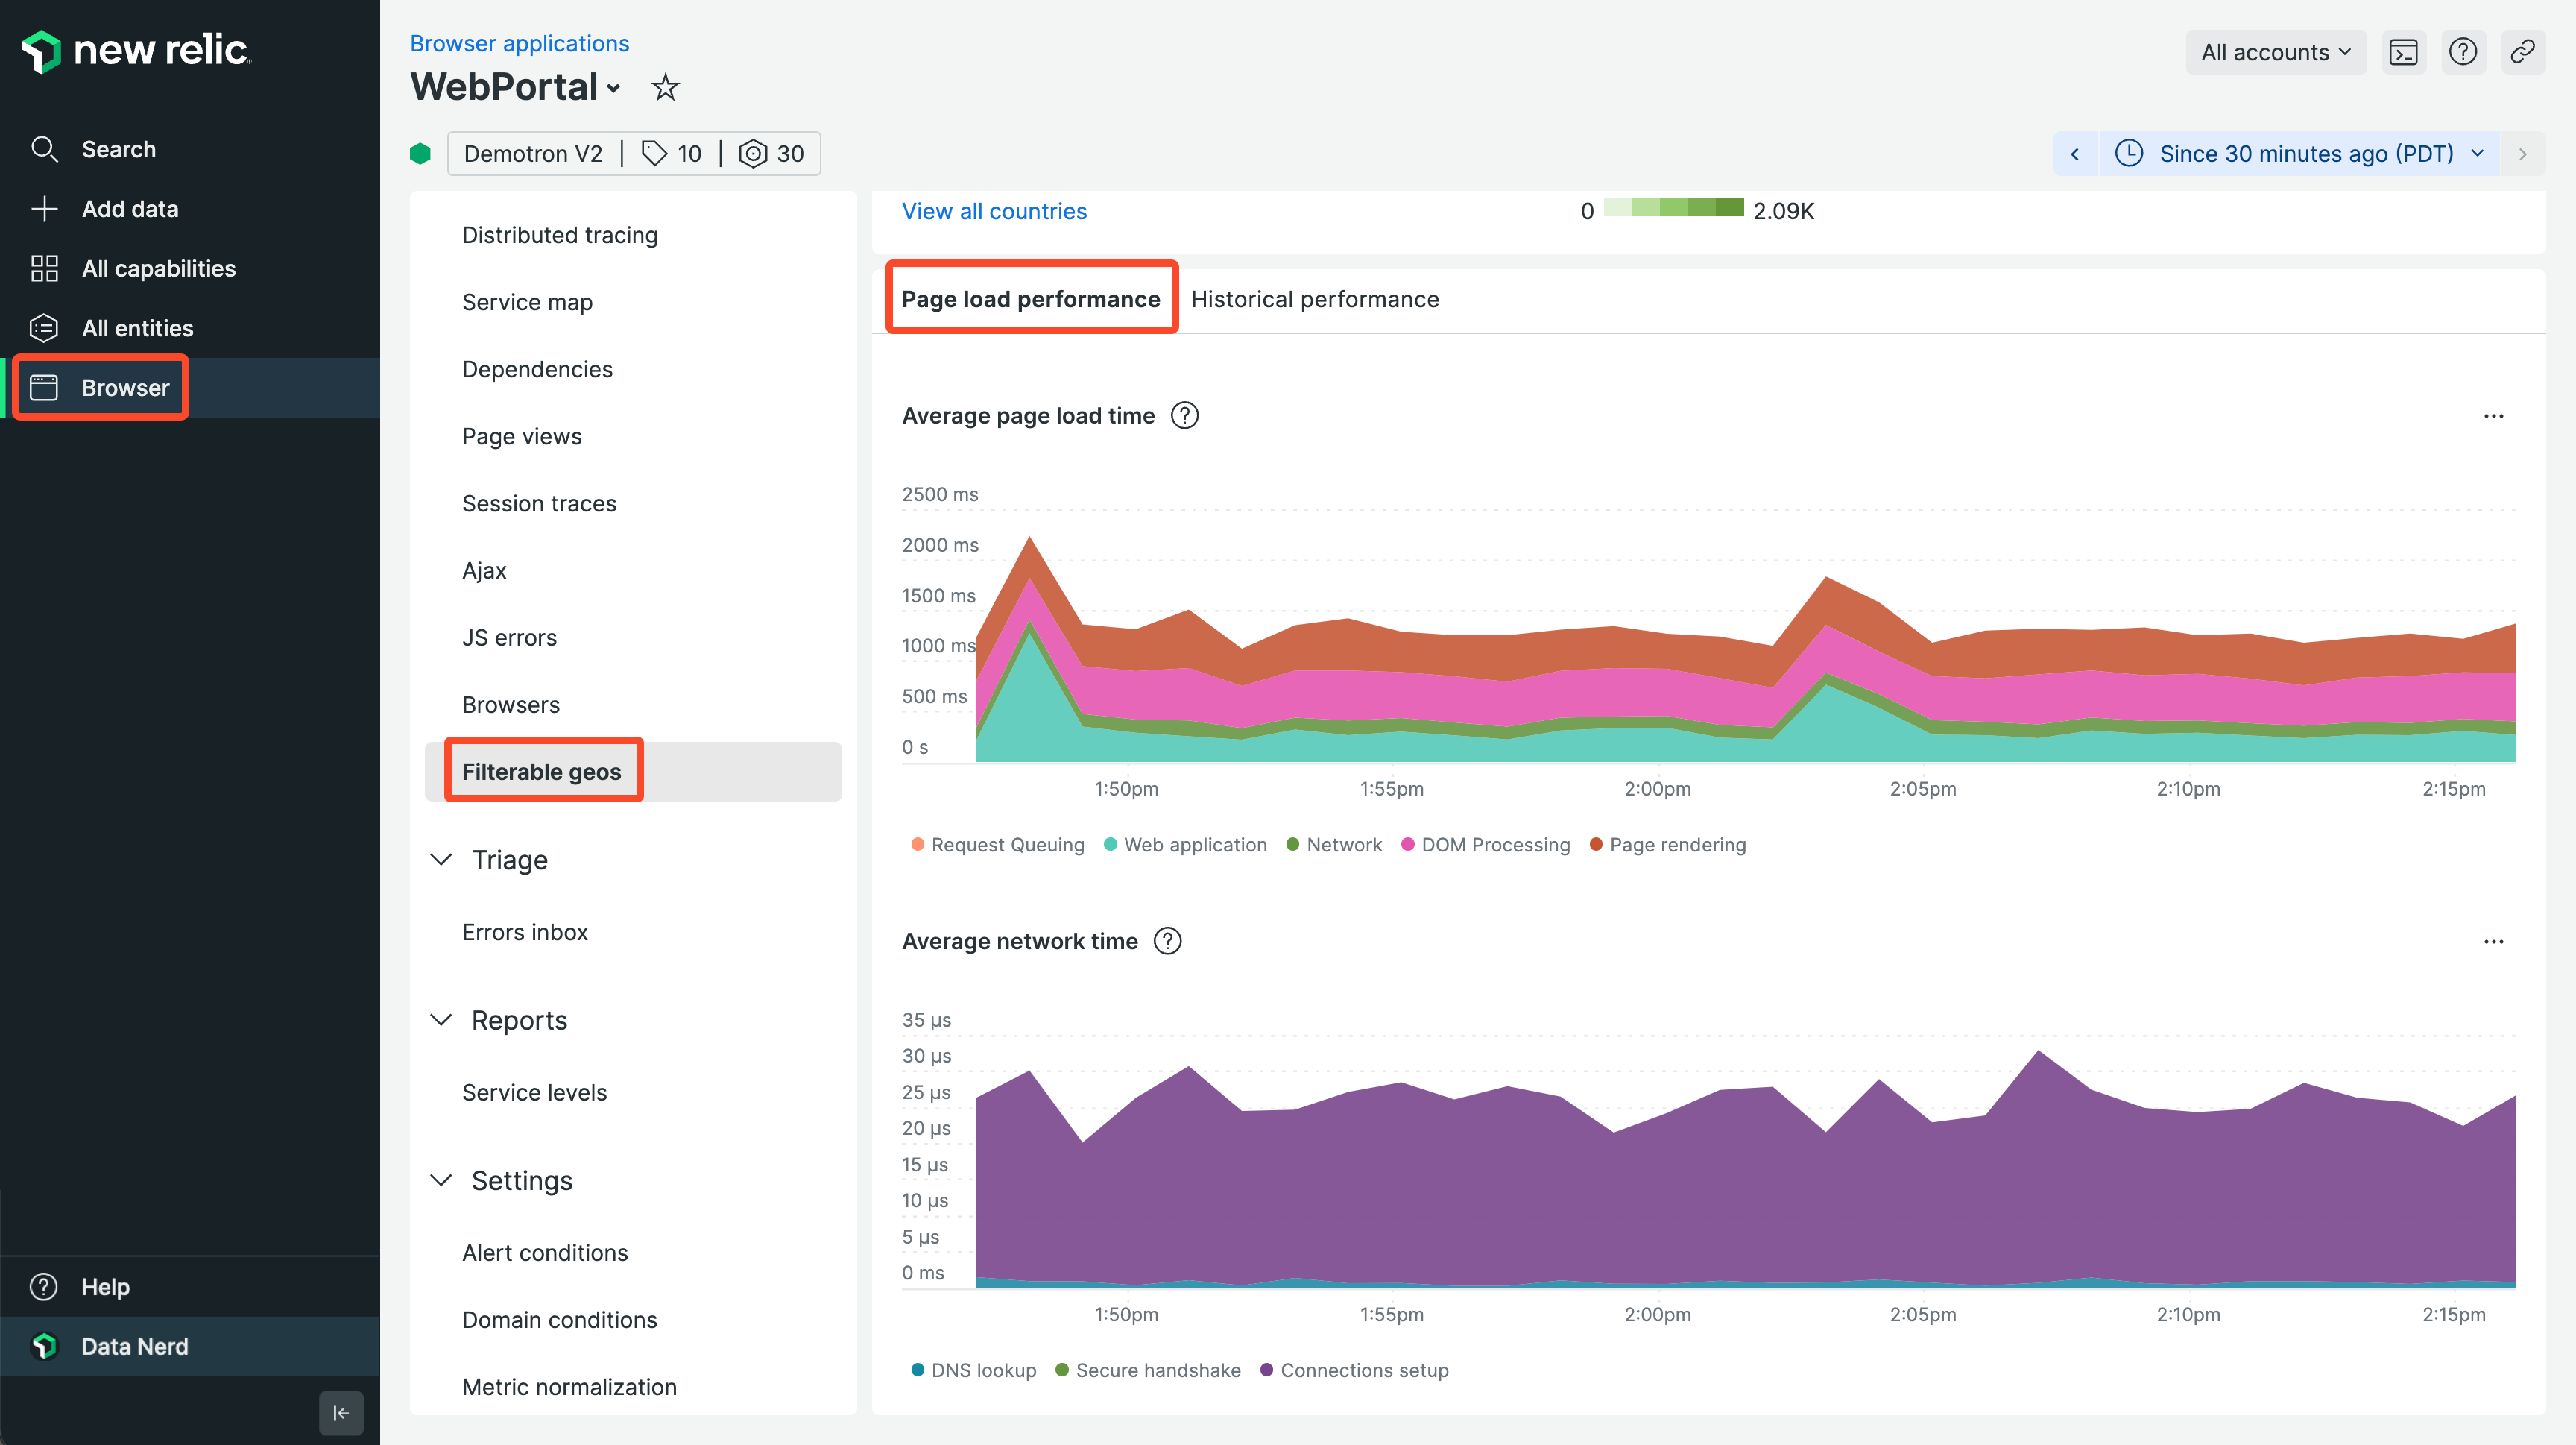 new relic.
Search
Add data
All capabilities
All entities
Browser
Help
Data Nerd
Browser applications
WebPortal
All accounts
Demotron V2 | 10 | 30
Since 30 minutes ago (PDT)
Distributed tracing
Service map
Dependencies
Page views
Session traces
Ajax
JS errors
Browsers
Filterable geos
Triage
Errors inbox
Reports
Service levels
Settings
Alert conditions
Domain conditions
Metric normalization
View all countries
0 2.09K
Page load performance Historical performance
Average page load time
2500 ms
2000 ms
1500 ms
1000 ms
500 ms
0 s
1:50pm 1:55pm 2:00pm 2:05pm 2:10pm 2:15pm
Request Queuing Web application Network DOM Processing Page rendering
Average network time
35 µs
30 µs
25 µs
20 µs
15 µs
10 µs
5 µs
0 ms
1:50pm 1:55pm 2:00pm 2:05pm 2:10pm 2:15pm
DNS lookup Secure handshake Connections setup